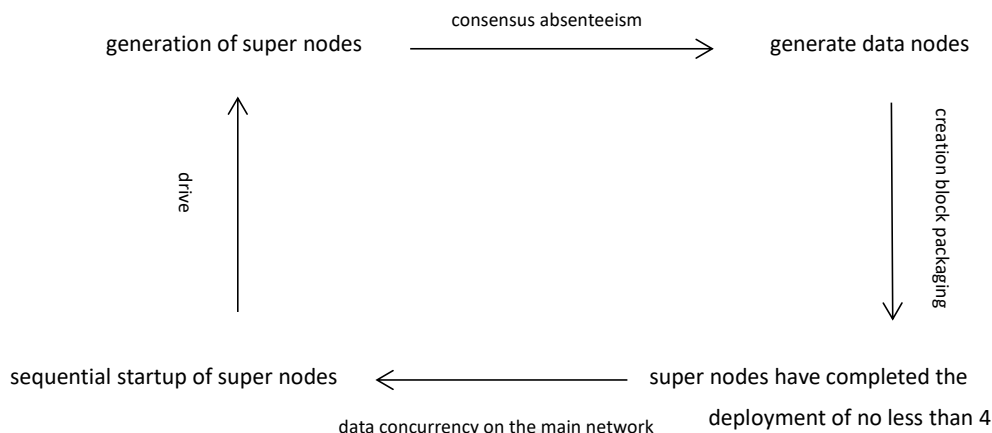 consensus absenteeism
generation of super nodes
generate data nodes
drive
creation block packaging
sequential startup of super nodes
super nodes have completed the
deployment of no less than 4
data concurrency on the main network